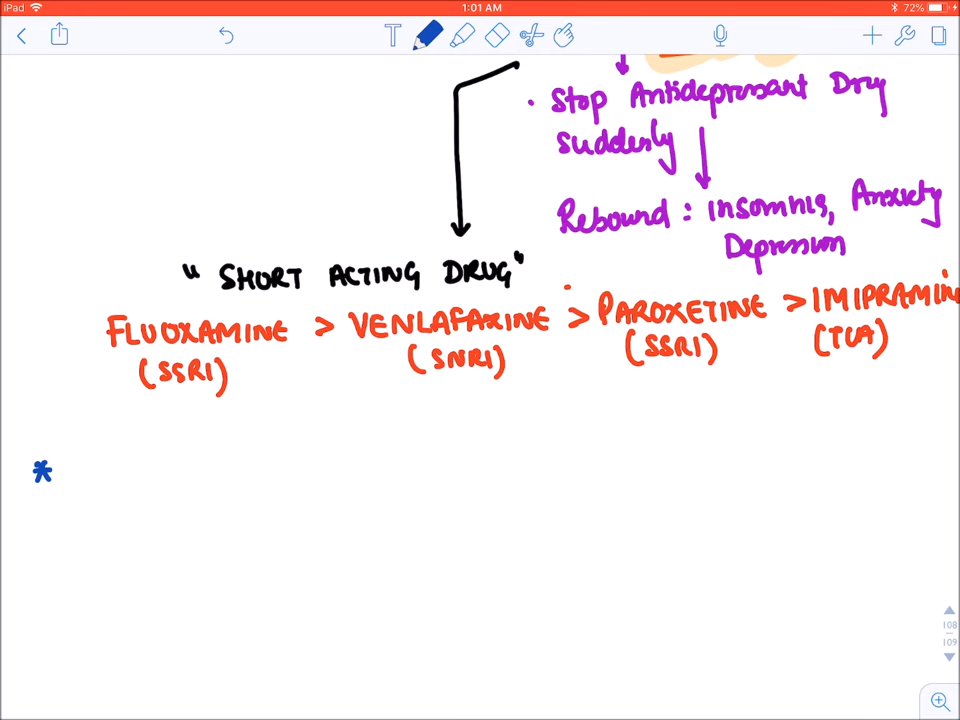 iPad 1:01 AM 72%
T
• Stop Antidepressant Drug
Suddenly
Rebound : Insomnia, Anxiety
Depression
" SHORT ACTING DRUG"
FLUOXAMINE > VENLAFAXINE > PAROXETINE > IMIPRAMIN
(SSRI) (SNRI) (SSRI) (TCA)
*
108
109